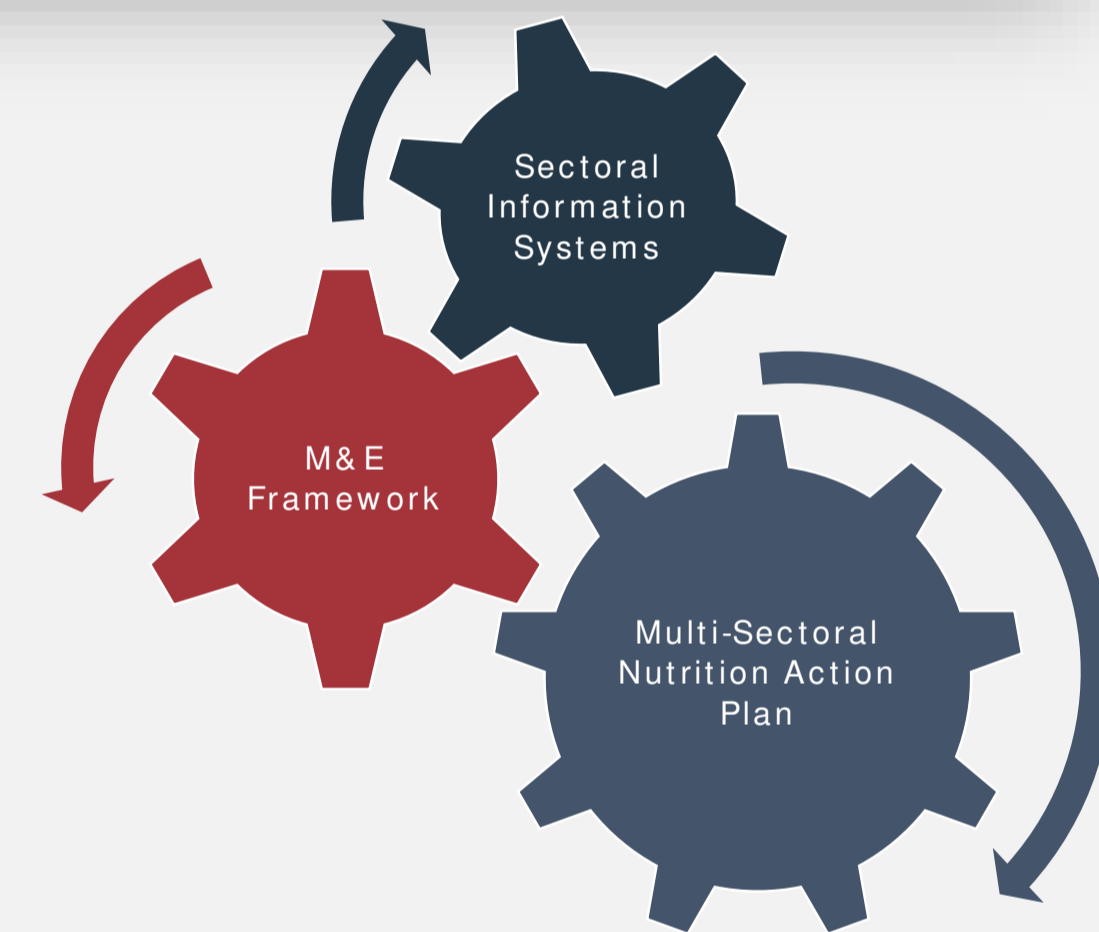 Sectoral
Information
Systems
M&E
Framework
Multi-Sectoral
Nutrition Action
Plan